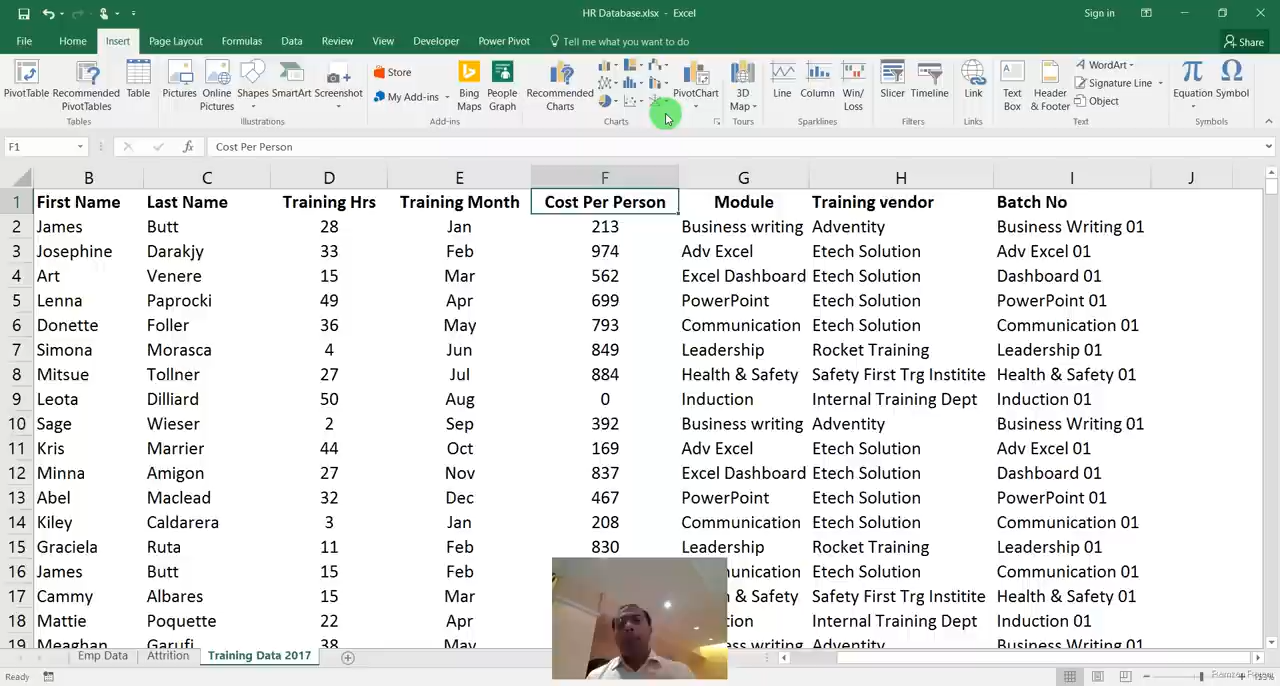 HR Database.xlsx - Excel
Sign in
File Home Insert Page Layout Formulas Data Review View Developer Power Pivot Tell me what you want to do Share
PivotTable Recommended PivotTables Table
Tables
Pictures Online Pictures Shapes SmartArt Screenshot
Illustrations
Store
My Add-ins
Bing Maps People Graph
Add-ins
Recommended Charts PivotChart
Charts
3D Map
Tours
Line Column Win/Loss
Sparklines
Slicer Timeline
Filters
Link
Links
Text Box Header & Footer WordArt Signature Line Object
Text
Equation Symbol
Symbols
F1 fx Cost Per Person
B C D E F G H I J
1 First Name Last Name Training Hrs Training Month Cost Per Person Module Training vendor Batch No
2 James Butt 28 Jan 213 Business writing Adventity Business Writing 01
3 Josephine Darakjy 33 Feb 974 Adv Excel Etech Solution Adv Excel 01
4 Art Venere 15 Mar 562 Excel Dashboard Etech Solution Dashboard 01
5 Lenna Paprocki 49 Apr 699 PowerPoint Etech Solution PowerPoint 01
6 Donette Foller 36 May 793 Communication Etech Solution Communication 01
7 Simona Morasca 4 Jun 849 Leadership Rocket Training Leadership 01
8 Mitsue Tollner 27 Jul 884 Health & Safety Safety First Trg Institite Health & Safety 01
9 Leota Dilliard 50 Aug 0 Induction Internal Training Dept Induction 01
10 Sage Wieser 2 Sep 392 Business writing Adventity Business Writing 01
11 Kris Marrier 44 Oct 169 Adv Excel Etech Solution Adv Excel 01
12 Minna Amigon 27 Nov 837 Excel Dashboard Etech Solution Dashboard 01
13 Abel Maclead 32 Dec 467 PowerPoint Etech Solution PowerPoint 01
14 Kiley Caldarera 3 Jan 208 Communication Etech Solution Communication 01
15 Graciela Ruta 11 Feb 830 Leadership Rocket Training Leadership 01
16 James Butt 15 Feb unication Etech Solution Communication 01
17 Cammy Albares 15 Mar & Safety Safety First Trg Institite Health & Safety 01
18 Mattie Poquette 22 Apr tion Internal Training Dept Induction 01
19 Meaghan Garufi 38 May ss writing Adventity Business Writing 01
Emp Data Attrition Training Data 2017
Ready